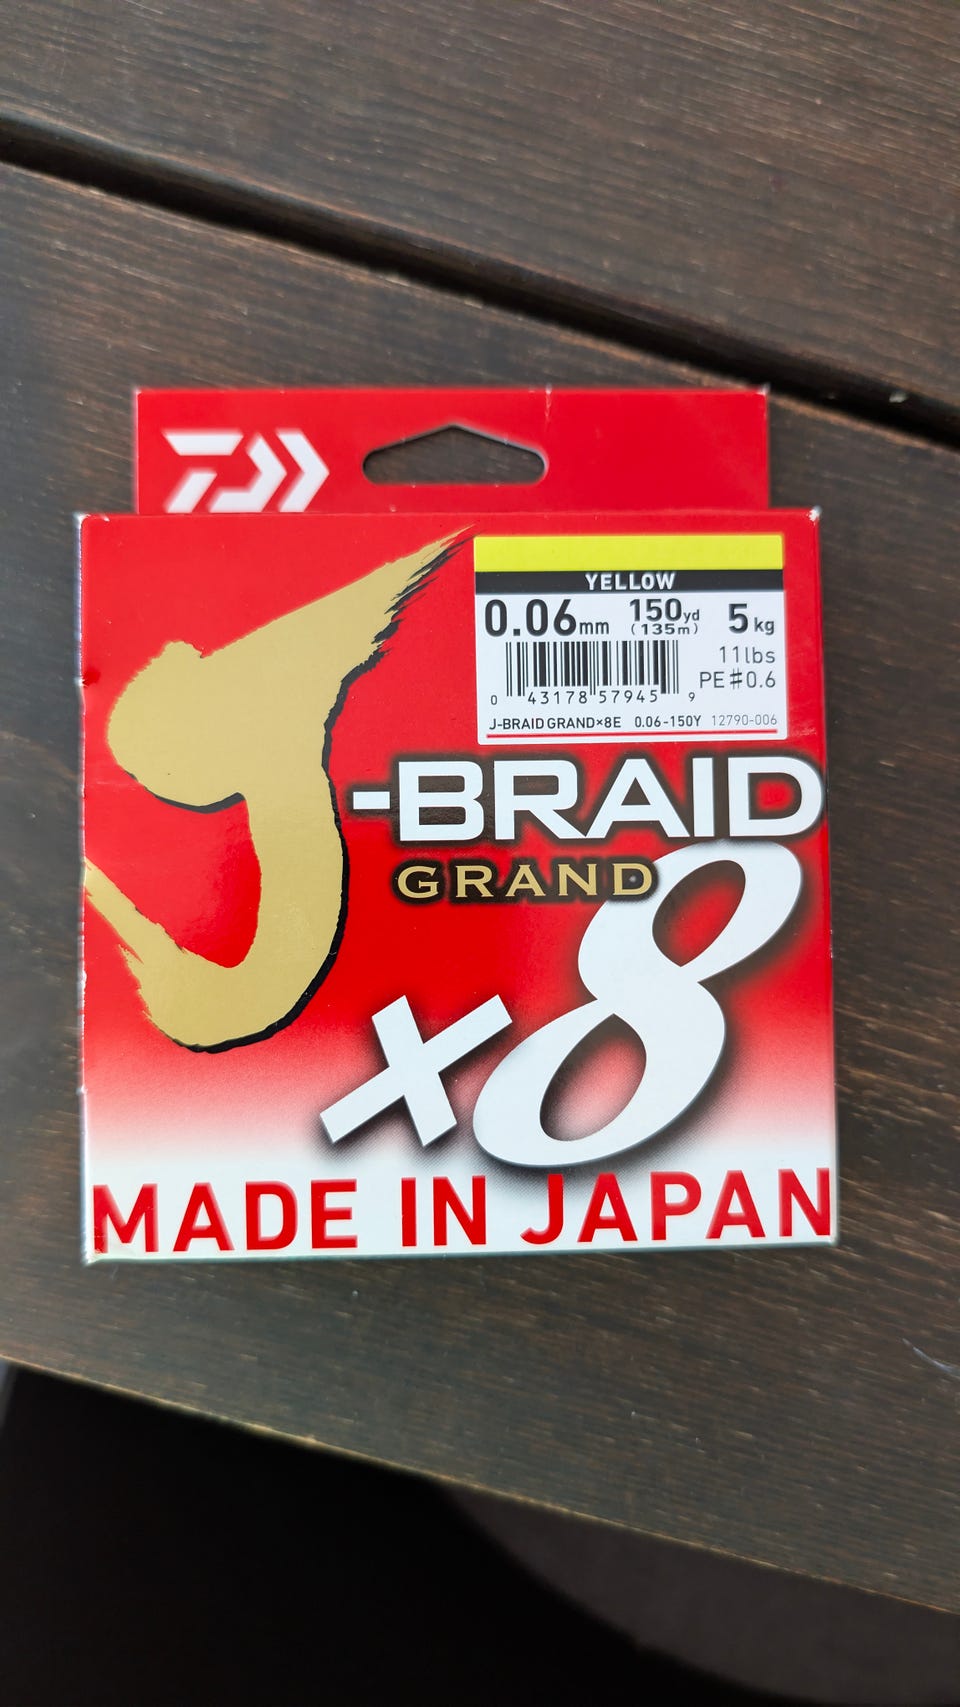 YELLOW
0.06mm 150yd (135m) 5kg
11lbs
PE♯0.6
0 43178 57945 9
J-BRAID GRAND×8E 0.06-150Y 12790-006
J-BRAID
GRAND
×8
MADE IN JAPAN